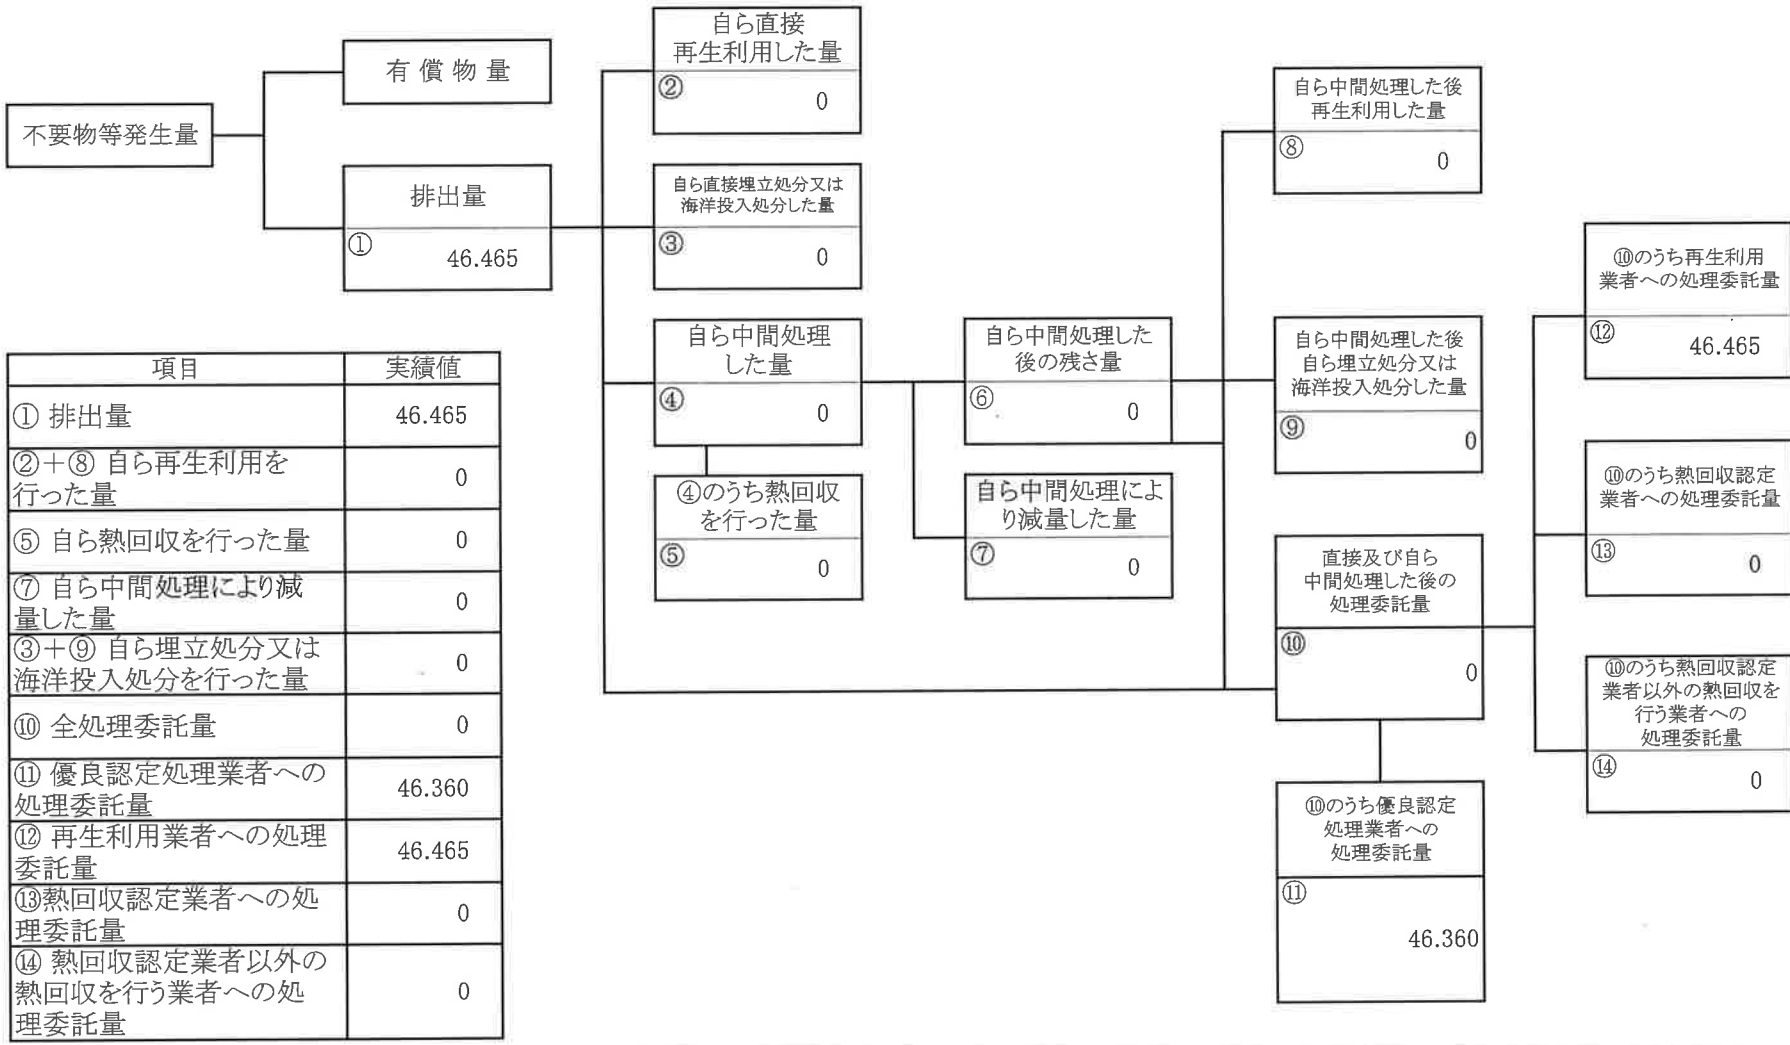 不要物等発生量
有償物量
排出量
①
46.465
自ら直接
再生利用した量
②
0
自ら直接埋立処分又は
海洋投入処分した量
③
0
自ら中間処理
した量
④
0
④のうち熱回収
を行った量
⑤
0
自ら中間処理した
後の残さ量
⑥
0
自ら中間処理によ
り減量した量
⑦
0
自ら中間処理した後
再生利用した量
⑧
0
自ら中間処理した後
自ら埋立処分又は
海洋投入処分した量
⑨
0
直接及び自ら
中間処理した後の
処理委託量
⑩
0
⑩のうち優良認定
処理業者への
処理委託量
⑪
46.360
⑩のうち再生利用
業者への処理委託量
⑫
46.465
⑩のうち熱回収認定
業者への処理委託量
⑬
0
⑩のうち熱回収認定
業者以外の熱回収を
行う業者への
処理委託量
⑭
0
項目 実績値
① 排出量 46.465
②+⑧ 自ら再生利用を
行った量 0
⑤ 自ら熱回収を行った量 0
⑦ 自ら中間処理により減
量した量 0
③+⑨ 自ら埋立処分又は
海洋投入処分を行った量 0
⑩ 全処理委託量 0
⑪ 優良認定処理業者への
処理委託量 46.360
⑫ 再生利用業者への処理
委託量 46.465
⑬熱回収認定業者への処
理委託量 0
⑭ 熱回収認定業者以外の
熱回収を行う業者への処
理委託量 0